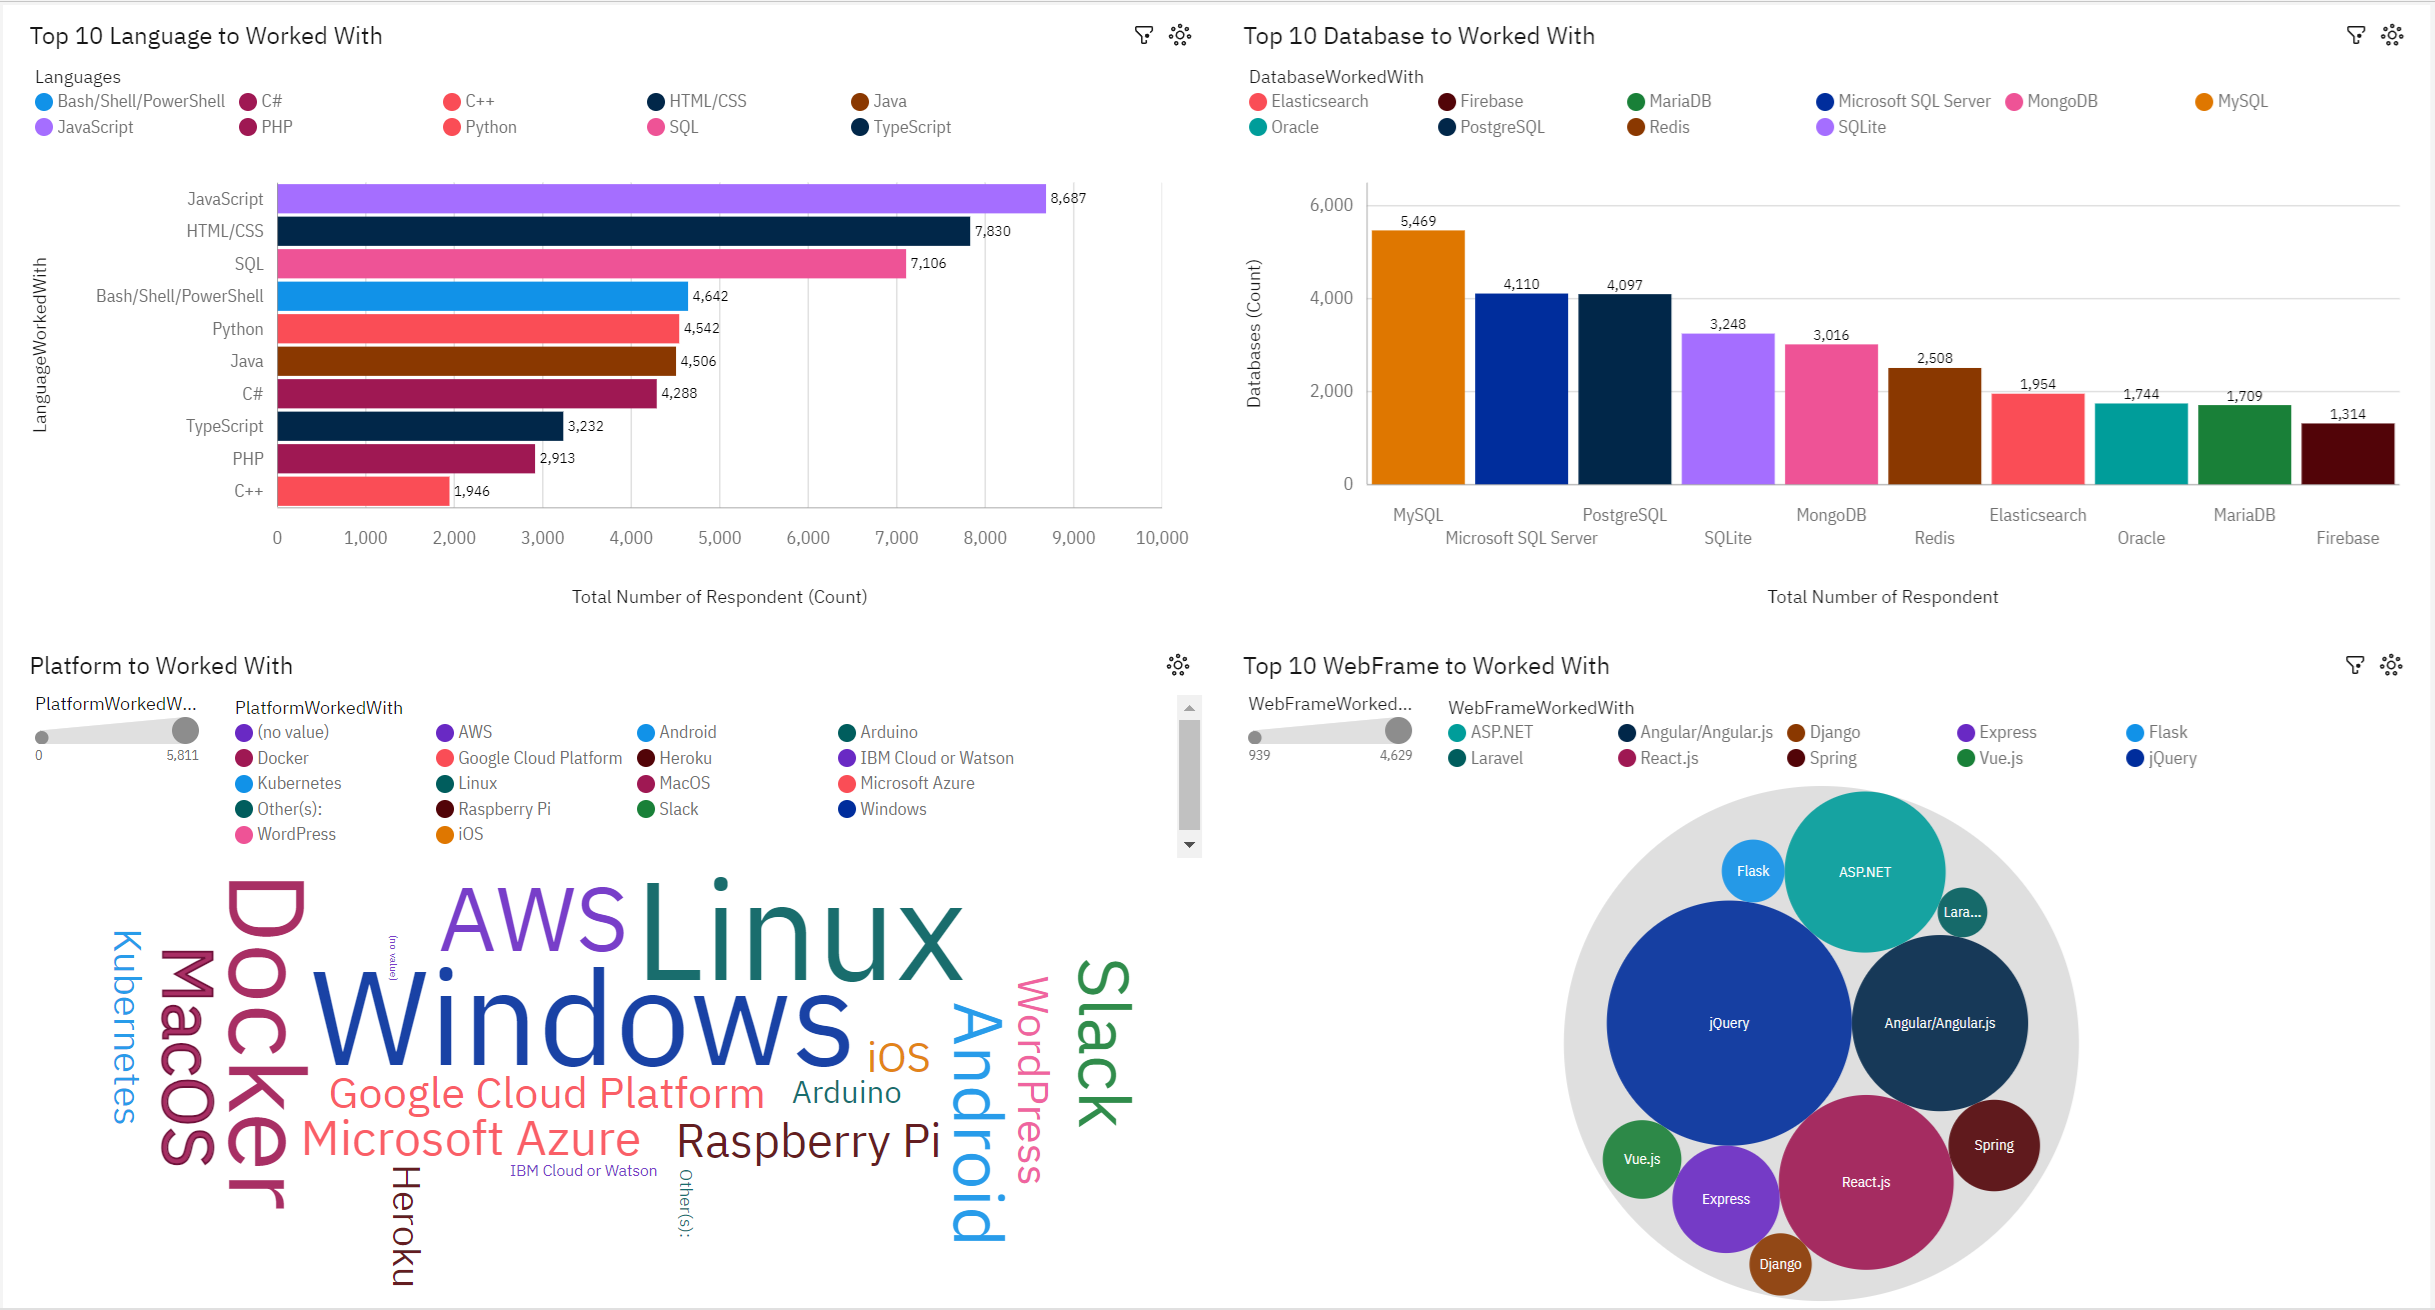 Top 10 Language to Worked With
Languages
Bash/Shell/PowerShell C# C++ HTML/CSS Java
JavaScript PHP Python SQL TypeScript
LanguageWorkedWith
JavaScript 8,687
HTML/CSS 7,830
SQL 7,106
Bash/Shell/PowerShell 4,642
Python 4,542
Java 4,506
C# 4,288
TypeScript 3,232
PHP 2,913
C++ 1,946
0 1,000 2,000 3,000 4,000 5,000 6,000 7,000 8,000 9,000 10,000
Total Number of Respondent (Count)
Top 10 Database to Worked With
DatabaseWorkedWith
Elasticsearch Firebase MariaDB Microsoft SQL Server MongoDB MySQL
Oracle PostgreSQL Redis SQLite
Databases (Count)
6,000
4,000
2,000
0
5,469 4,110 4,097 3,248 3,016 2,508 1,954 1,744 1,709 1,314
MySQL PostgreSQL MongoDB Elasticsearch MariaDB
Microsoft SQL Server SQLite Redis Oracle Firebase
Total Number of Respondent
Platform to Worked With
PlatformWorkedW...
0 5,811
PlatformWorkedWith
(no value) AWS Android Arduino
Docker Google Cloud Platform Heroku IBM Cloud or Watson
Kubernetes Linux MacOS Microsoft Azure
Other(s): Raspberry Pi Slack Windows
WordPress iOS
Kubernetes
MacOS
Docker
(no value)
AWS
Linux
Windows
iOS
Google Cloud Platform
Arduino
Microsoft Azure
Raspberry Pi
IBM Cloud or Watson
Heroku
Other(s):
Android
WordPress
Slack
Top 10 WebFrame to Worked With
WebFrameWorked...
939 4,629
WebFrameWorkedWith
ASP.NET Angular/Angular.js Django Express Flask
Laravel React.js Spring Vue.js jQuery
Flask
ASP.NET
Lara...
jQuery
Angular/Angular.js
Spring
Vue.js
React.js
Express
Django